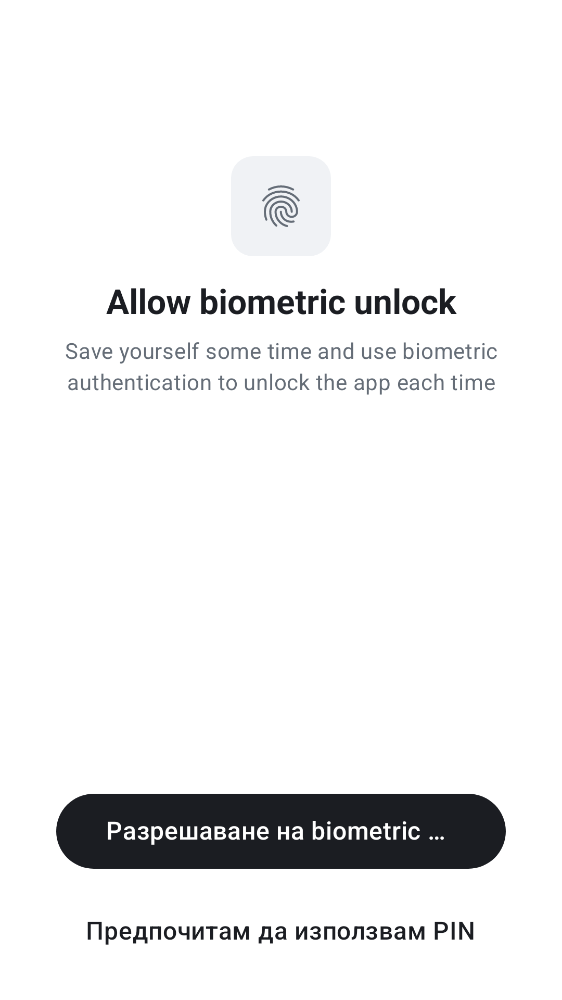 Allow biometric unlock
Save yourself some time and use biometric
authentication to unlock the app each time
Разрешаване на biometric ...
Предпочитам да използвам PIN